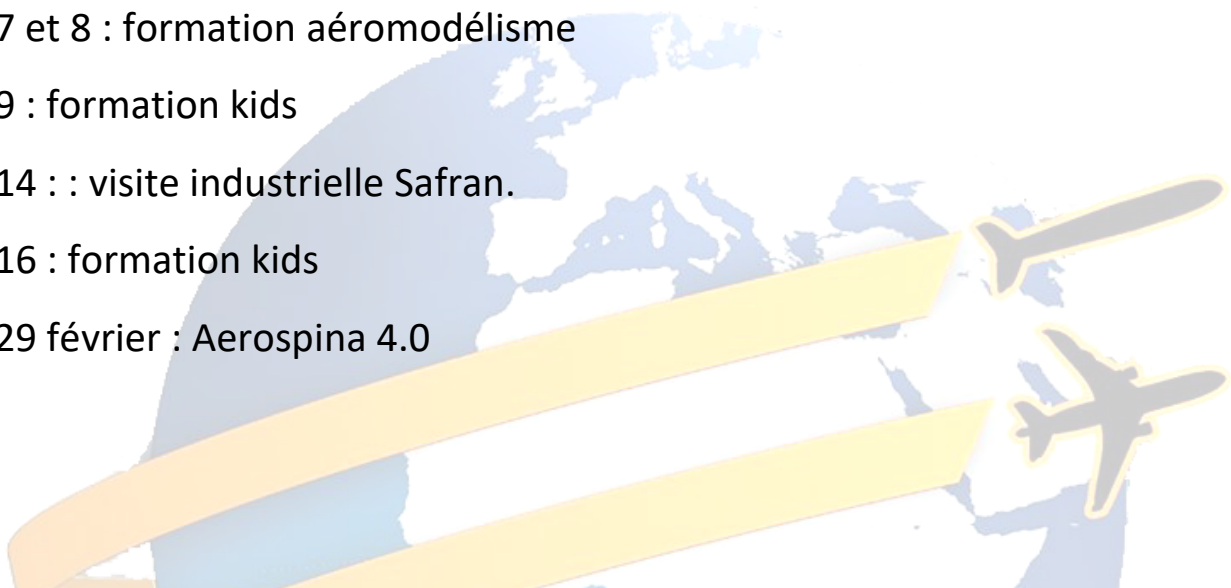 7 et 8 : formation aéromodélisme
9 : formation kids
14 : : visite industrielle Safran.
16 : formation kids
29 février : Aerospina 4.0